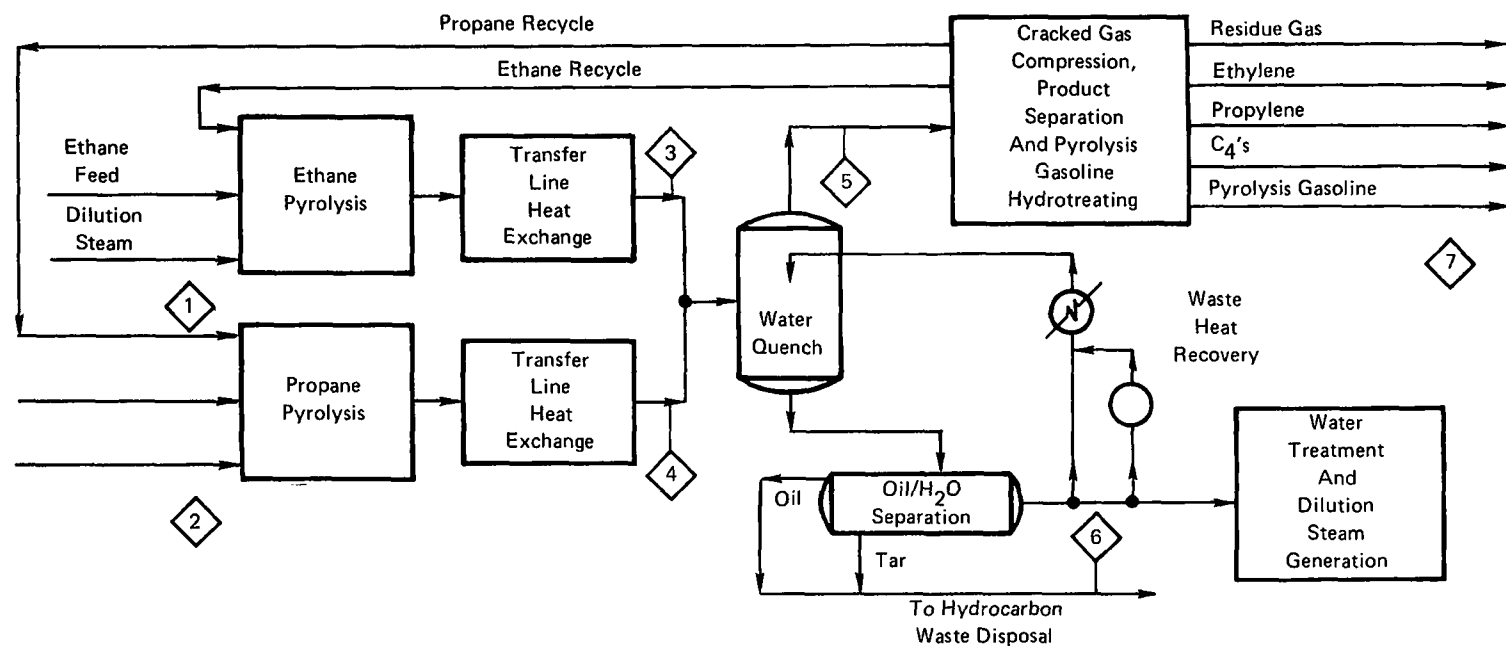 Propane Recycle
Ethane Recycle
Cracked Gas
Compression,
Product
Separation
And Pyrolysis
Gasoline
Hydrotreating
Residue Gas
Ethylene
Propylene
C4's
Pyrolysis Gasoline
Ethane
Feed
Dilution
Steam
Ethane
Pyrolysis
Transfer
Line
Heat
Exchange
3
5
7
1
2
Propane
Pyrolysis
Transfer
Line
Heat
Exchange
4
Water
Quench
Waste
Heat
Recovery
Oil
Oil/H2O
Separation
Tar
6
To Hydrocarbon
Waste Disposal
Water
Treatment
And
Dilution
Steam
Generation